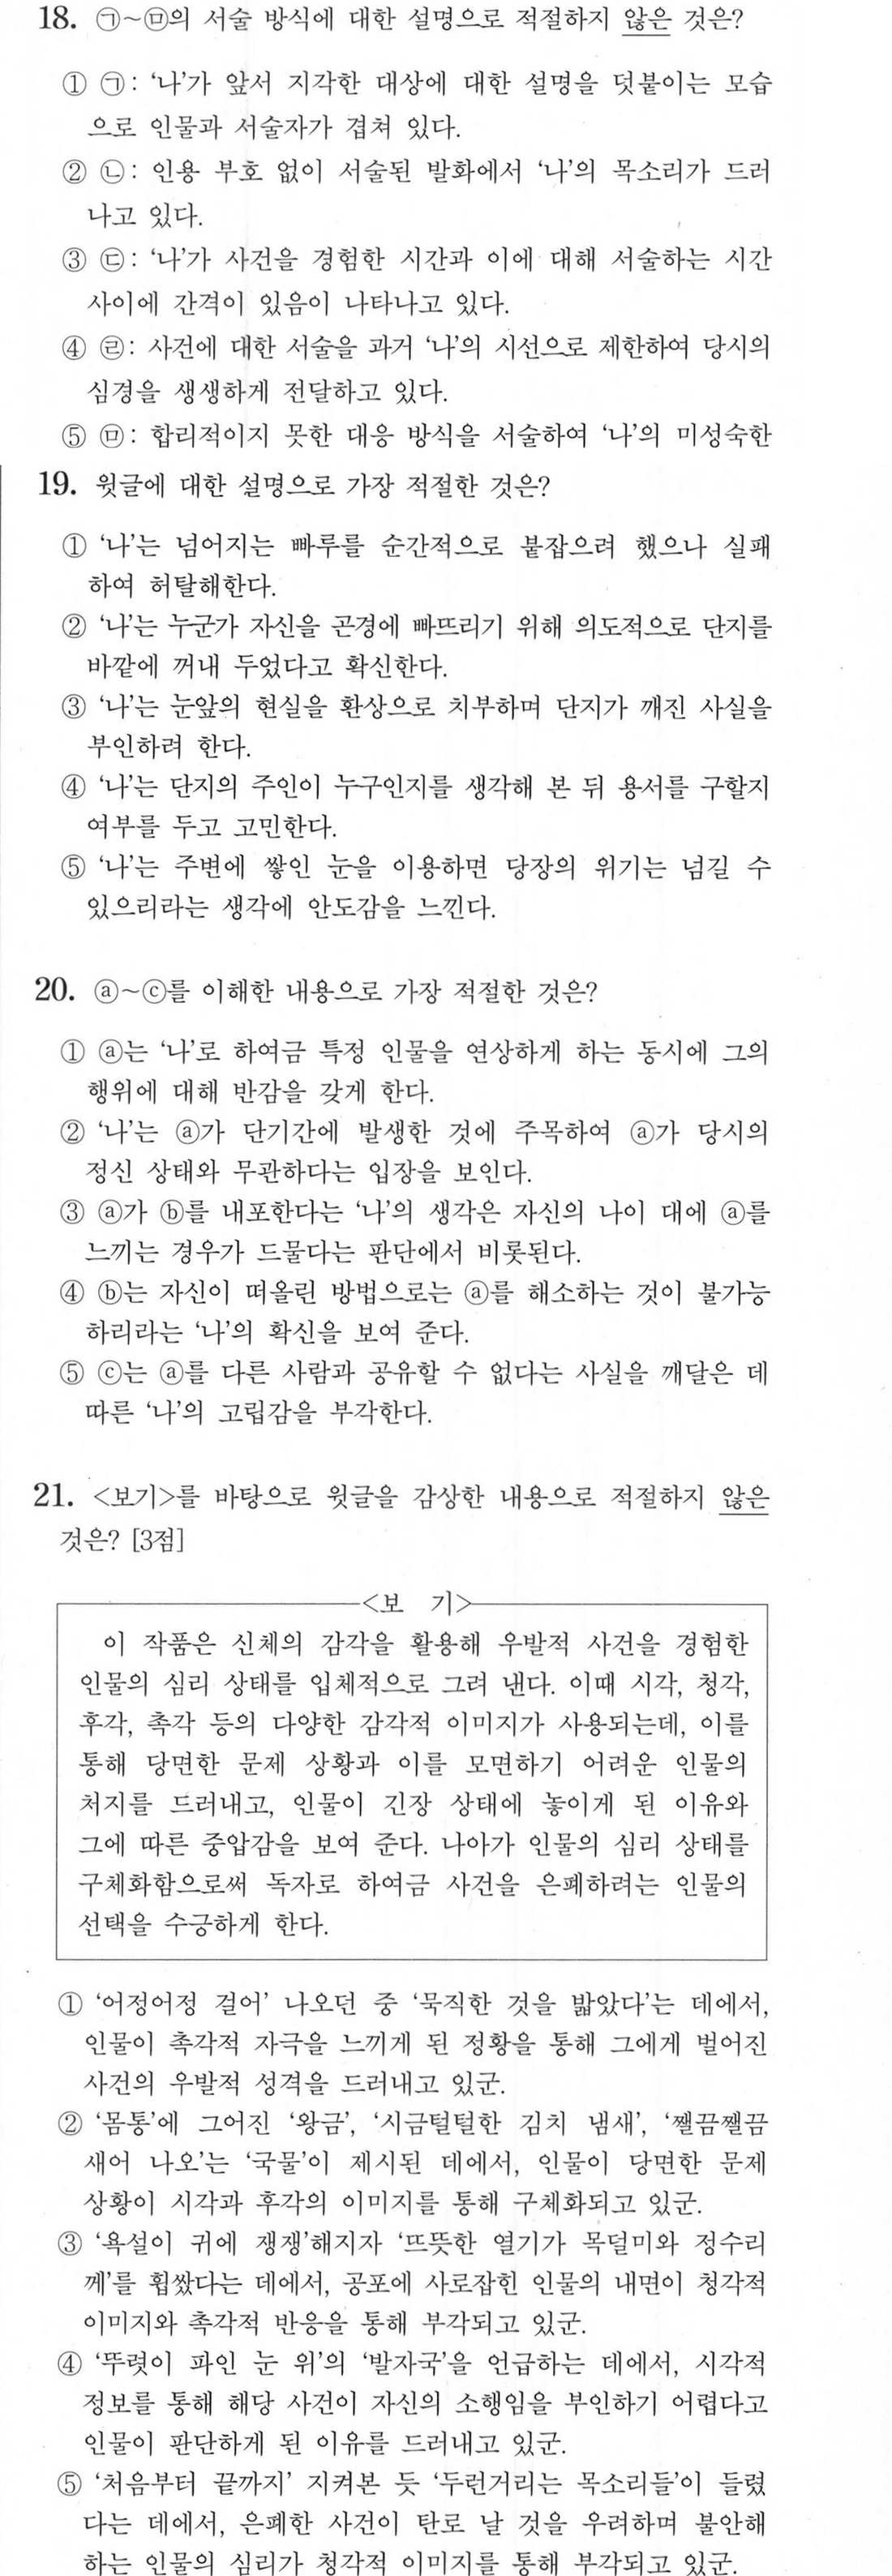 18. ㉠~㉤의 서술 방식에 대한 설명으로 적절하지 않은 것은?
① ㉠: ‘나’가 앞서 지각한 대상에 대한 설명을 덧붙이는 모습
으로 인물과 서술자가 겹쳐 있다.
② ㉡: 인용 부호 없이 서술된 발화에서 ‘나’의 목소리가 드러
나고 있다.
③ ㉢: ‘나’가 사건을 경험한 시간과 이에 대해 서술하는 시간
사이에 간격이 있음이 나타나고 있다.
④ ㉣: 사건에 대한 서술을 과거 ‘나’의 시선으로 제한하여 당시의
심경을 생생하게 전달하고 있다.
⑤ ㉤: 합리적이지 못한 대응 방식을 서술하여 ‘나’의 미성숙한
19. 윗글에 대한 설명으로 가장 적절한 것은?
① ‘나’는 넘어지는 빠루를 순간적으로 붙잡으려 했으나 실패
하여 허탈해한다.
② ‘나’는 누군가 자신을 곤경에 빠뜨리기 위해 의도적으로 단지를
바깥에 꺼내 두었다고 확신한다.
③ ‘나’는 눈앞의 현실을 환상으로 치부하며 단지가 깨진 사실을
부인하려 한다.
④ ‘나’는 단지의 주인이 누구인지를 생각해 본 뒤 용서를 구할지
여부를 두고 고민한다.
⑤ ‘나’는 주변에 쌓인 눈을 이용하면 당장의 위기는 넘길 수
있으리라는 생각에 안도감을 느낀다.
20. ⓐ~ⓒ를 이해한 내용으로 가장 적절한 것은?
① ⓐ는 ‘나’로 하여금 특정 인물을 연상하게 하는 동시에 그의
행위에 대해 반감을 갖게 한다.
② ‘나’는 ⓐ가 단기간에 발생한 것에 주목하여 ⓐ가 당시의
정신 상태와 무관하다는 입장을 보인다.
③ ⓐ가 ⓑ를 내포한다는 ‘나’의 생각은 자신의 나이 대에 ⓐ를
느끼는 경우가 드물다는 판단에서 비롯된다.
④ ⓑ는 자신이 떠올린 방법으로는 ⓐ를 해소하는 것이 불가능
하리라는 ‘나’의 확신을 보여 준다.
⑤ ⓒ는 ⓐ를 다른 사람과 공유할 수 없다는 사실을 깨달은 데
따른 ‘나’의 고립감을 부각한다.
21. <보기>를 바탕으로 윗글을 감상한 내용으로 적절하지 않은
것은? [3점]
<보 기>
이 작품은 신체의 감각을 활용해 우발적 사건을 경험한
인물의 심리 상태를 입체적으로 그려 낸다. 이때 시각, 청각,
후각, 촉각 등의 다양한 감각적 이미지가 사용되는데, 이를
통해 당면한 문제 상황과 이를 모면하기 어려운 인물의
처지를 드러내고, 인물이 긴장 상태에 놓이게 된 이유와
그에 따른 중압감을 보여 준다. 나아가 인물의 심리 상태를
구체화함으로써 독자로 하여금 사건을 은폐하려는 인물의
선택을 수긍하게 한다.
① ‘어정어정 걸어’ 나오던 중 ‘묵직한 것을 밟았다’는 데에서,
인물이 촉각적 자극을 느끼게 된 정황을 통해 그에게 벌어진
사건의 우발적 성격을 드러내고 있군.
② ‘몸통’에 그어진 ‘왕금’, ‘시금털털한 김치 냄새’, ‘쨀끔쨀끔
새어 나오’는 ‘국물’이 제시된 데에서, 인물이 당면한 문제
상황이 시각과 후각의 이미지를 통해 구체화되고 있군.
③ ‘욕설이 귀에 쟁쟁’해지자 ‘뜨뜻한 열기가 목덜미와 정수리
께’를 휩쌌다는 데에서, 공포에 사로잡힌 인물의 내면이 청각적
이미지와 촉각적 반응을 통해 부각되고 있군.
④ ‘뚜렷이 파인 눈 위’의 ‘발자국’을 언급하는 데에서, 시각적
정보를 통해 해당 사건이 자신의 소행임을 부인하기 어렵다고
인물이 판단하게 된 이유를 드러내고 있군.
⑤ ‘처음부터 끝까지’ 지켜본 듯 ‘두런거리는 목소리들’이 들렸
다는 데에서, 은폐한 사건이 탄로 날 것을 우려하며 불안해
하는 인물의 심리가 청각적 이미지를 통해 부각되고 있군.